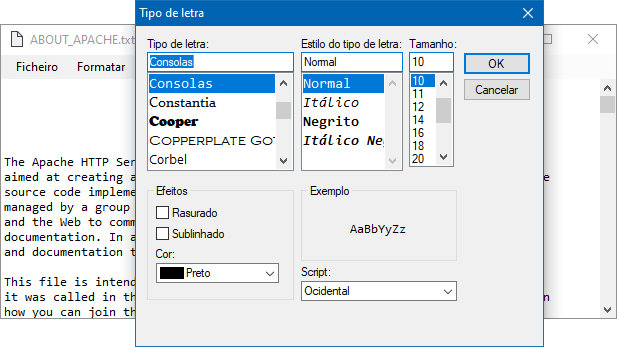 Tipo de letra
ABOUT_APACHE.txt
Ficheiro Formatar
Tipo de letra:
Consolas
Consolas
Constantia
Cooper
COPPERPLATE GOT
Corbel
Estilo do tipo de letra:
Normal
Normal
Itálico
Negrito
Itálico Ne
Tamanho:
10
10
11
12
14
16
18
20
OK
Cancelar
Efeitos
Rasurado
Sublinhado
Cor:
Preto
Exemplo
AaBbYyZz
Script:
Ocidental
The Apache HTTP Ser
aimed at creating a
source code impleme
managed by a group
and the Web to comm
documentation. In a
and documentation t
This file is intend
it was called in th
how you can join th